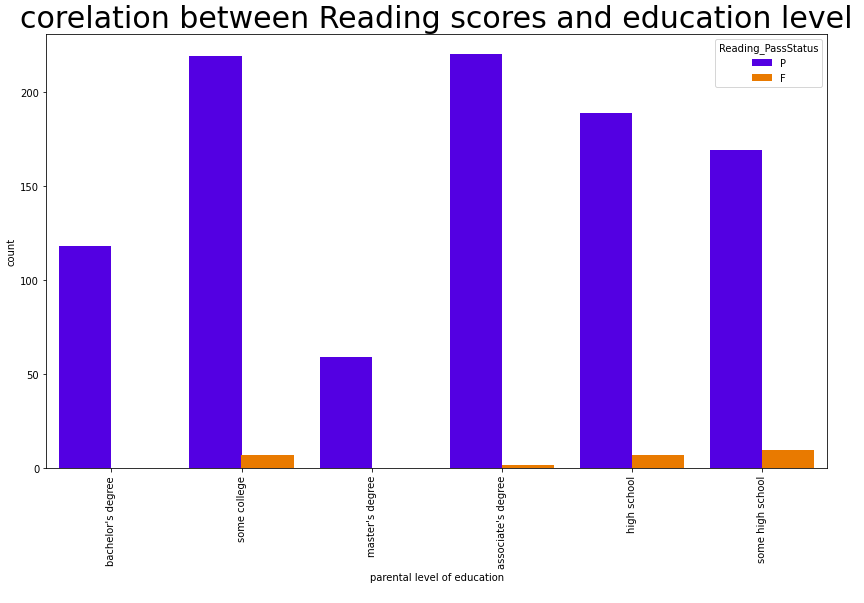 corelation between Reading scores and education level
Reading_PassStatus
P
F
200
150
100
50
0
count
bachelor's degree
some college
master's degree
associate's degree
high school
some high school
parental level of education